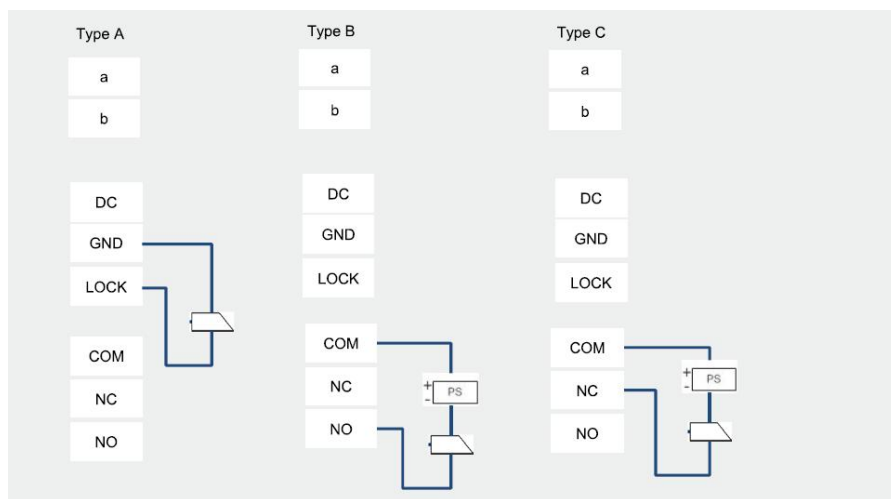 Type A
a
b
DC
GND
LOCK
COM
NC
NO
Type B
a
b
DC
GND
LOCK
COM
NC
NO
+
-
PS
Type C
a
b
DC
GND
LOCK
COM
NC
NO
+
-
PS